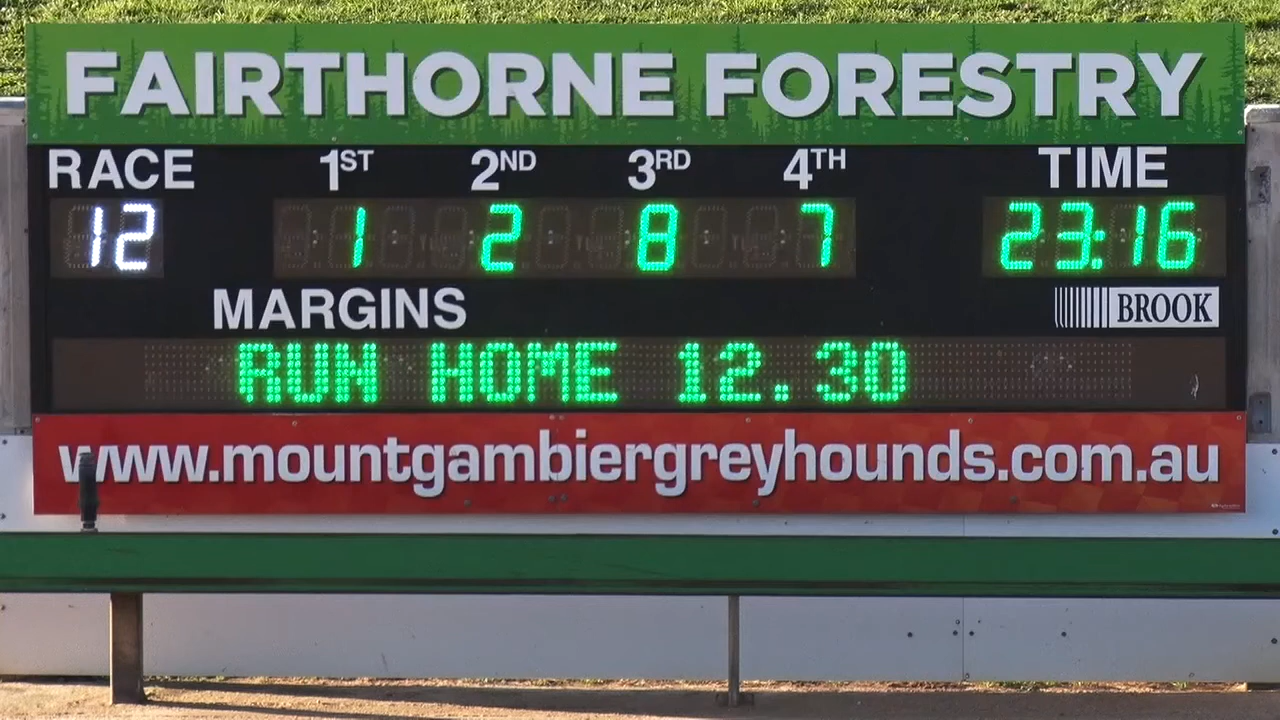 FAIRTHORNE FORESTRY
RACE 1ST 2ND 3RD 4TH TIME
12 1 2 8 7 23:16
MARGINS BROOK
RUN HOME 12.30
www.mountgambiergreyhounds.com.au